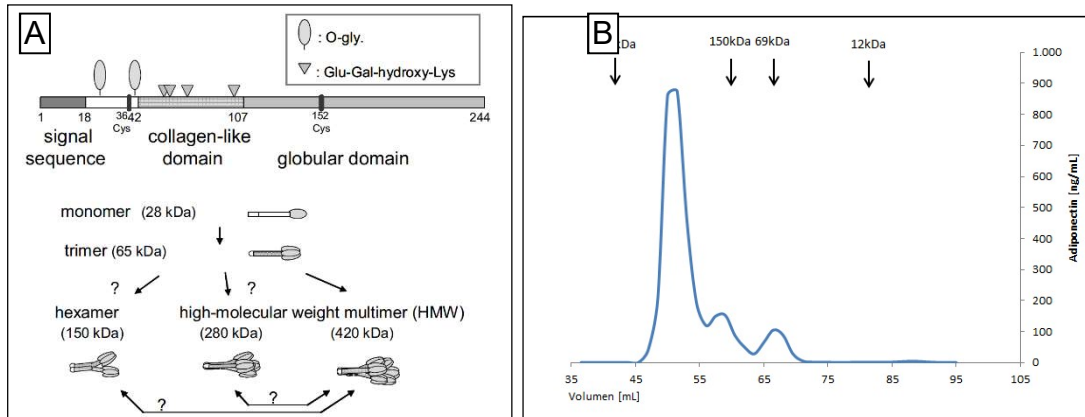 A
: O-gly.
: Glu-Gal-hydroxy-Lys
1 18 36 42 107 152 244
Cys Cys
signal sequence
collagen-like domain
globular domain
monomer (28 kDa)
trimer (65 kDa)
? ?
hexamer
(150 kDa)
high-molecular weight multimer (HMW)
(280 kDa) (420 kDa)
?
?
B
kDa 150kDa 69kDa 12kDa
1.000
900
800
700
600
500
400
300
200
100
0
Adiponectin [ng/mL]
35 45 55 65 75 85 95 105
Volumen [mL]